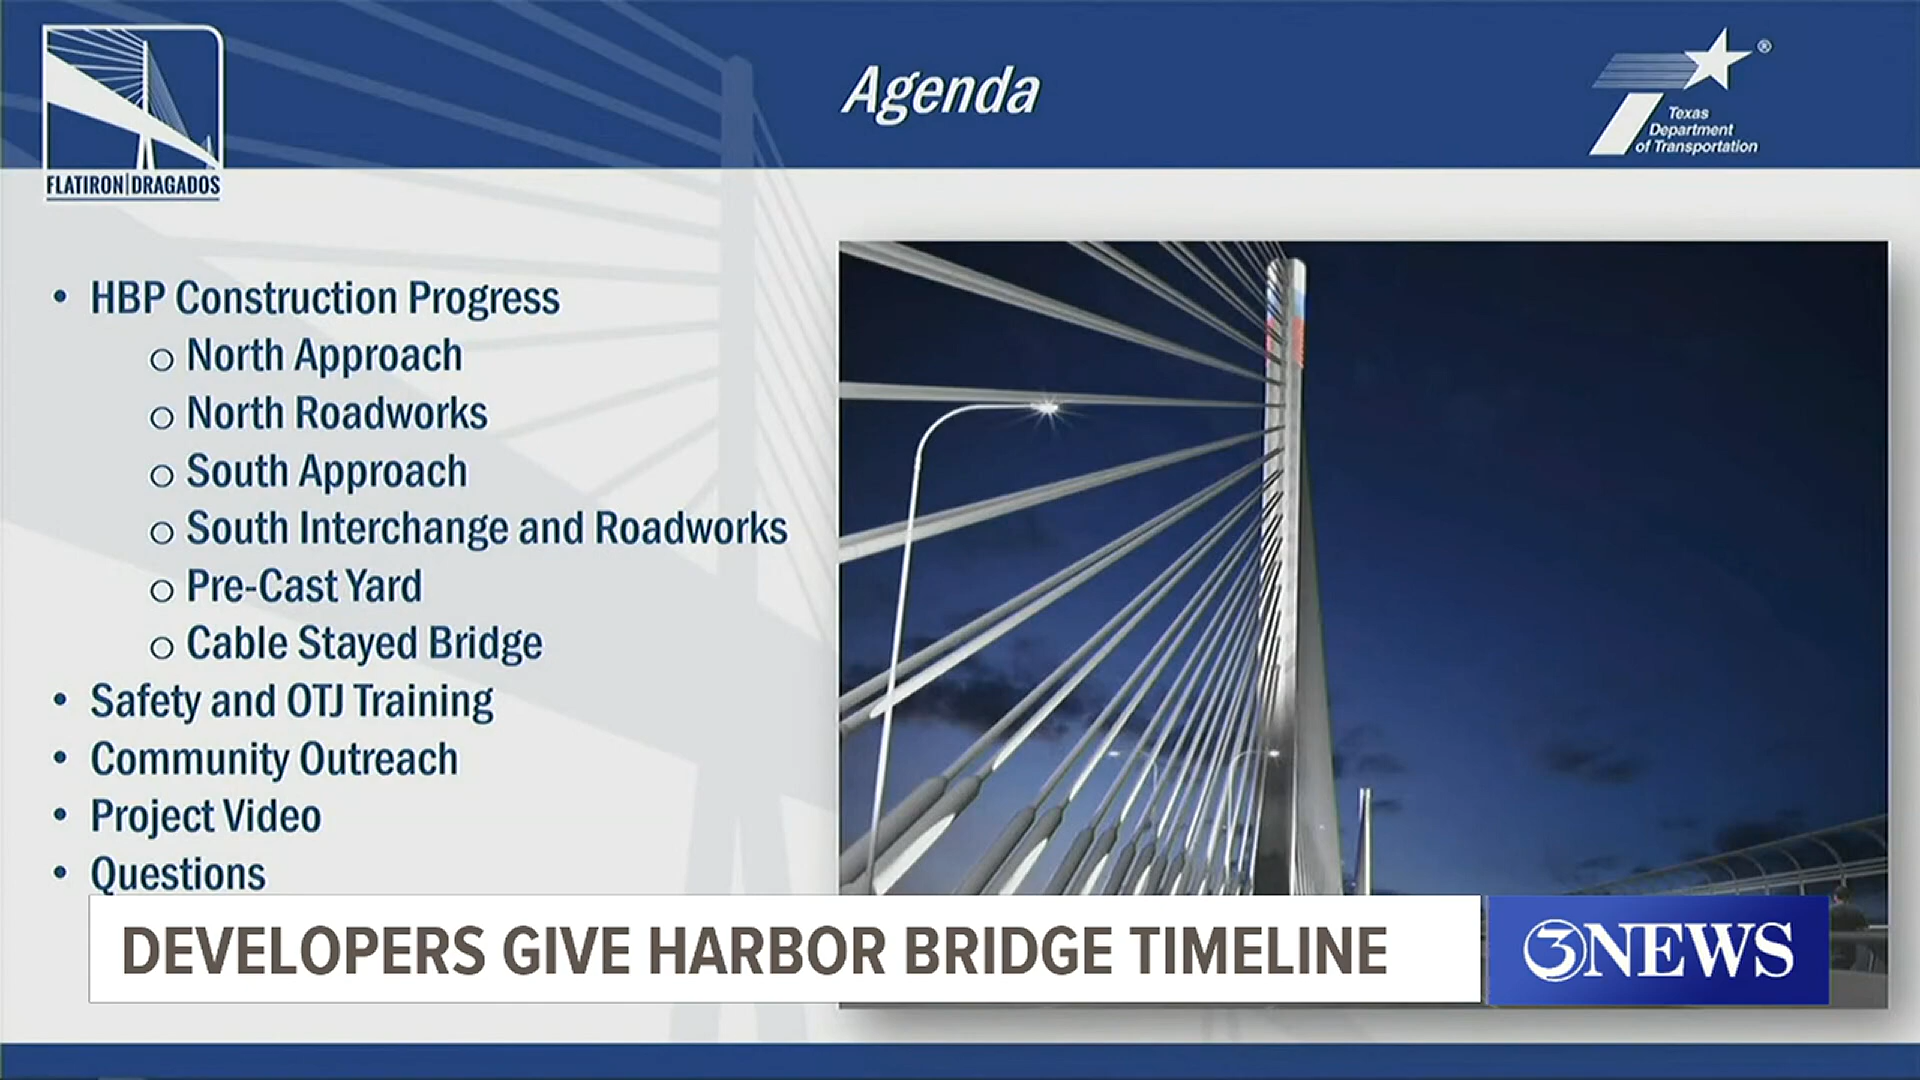 FLATIRON|DRAGADOS
Agenda
®
Texas
Department
of Transportation
• HBP Construction Progress
o North Approach
o North Roadworks
o South Approach
o South Interchange and Roadworks
o Pre-Cast Yard
o Cable Stayed Bridge
• Safety and OTJ Training
• Community Outreach
• Project Video
• Questions
DEVELOPERS GIVE HARBOR BRIDGE TIMELINE
3NEWS